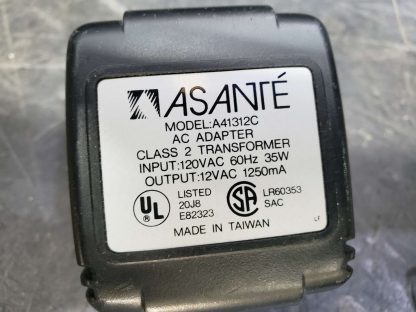 ASANTÉ
MODEL:A41312C
AC ADAPTER
CLASS 2 TRANSFORMER
INPUT:120VAC 60Hz 35W
OUTPUT:12VAC 1250mA
UL LISTED 20J8 E82323
SA LR60353 SAC
MADE IN TAIWAN
LF